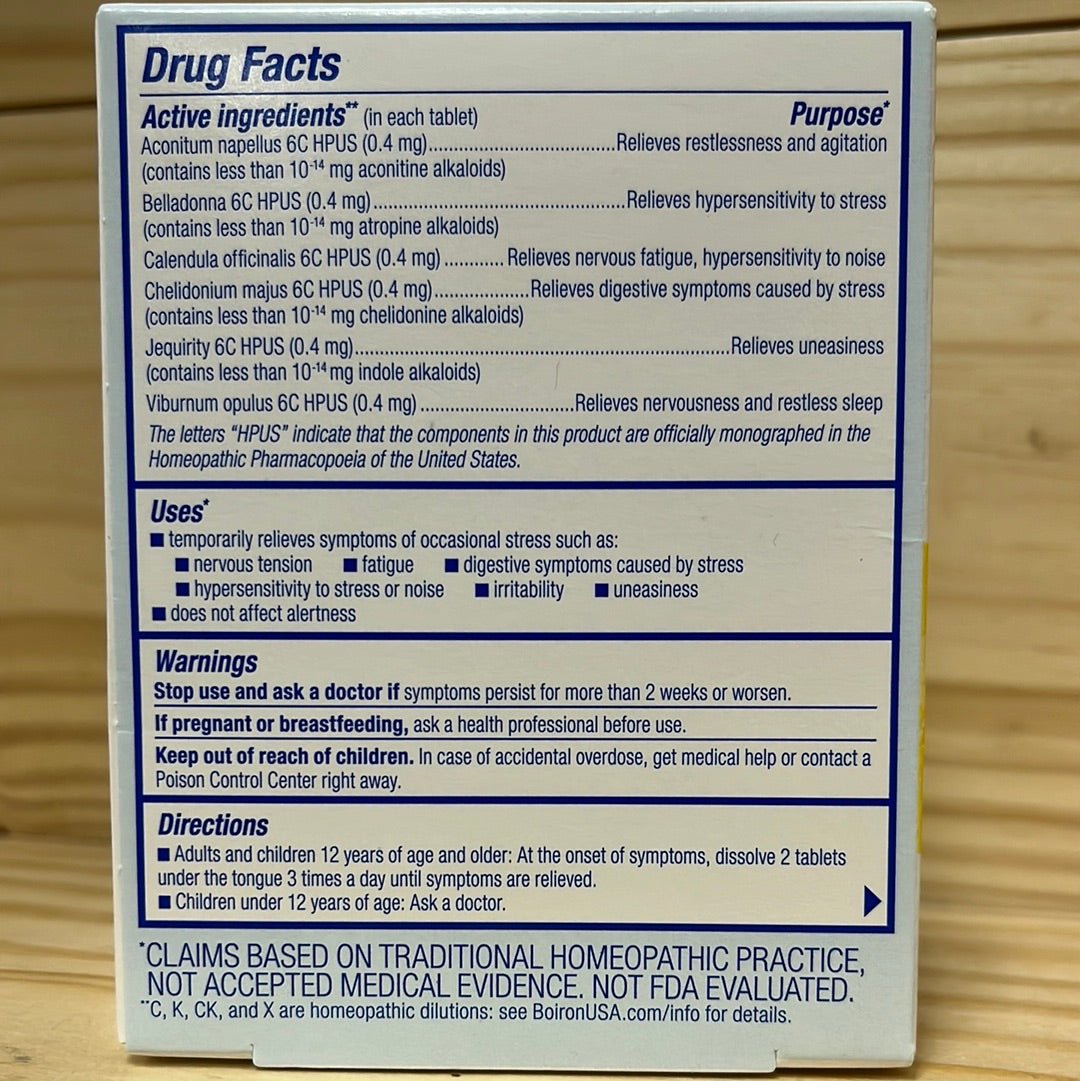 Drug Facts
Active ingredients** (in each tablet) Purpose*
Aconitum napellus 6C HPUS (0.4 mg)......................................Relieves restlessness and agitation
(contains less than 10⁻¹⁴ mg aconitine alkaloids)
Belladonna 6C HPUS (0.4 mg)....................................................Relieves hypersensitivity to stress
(contains less than 10⁻¹⁴ mg atropine alkaloids)
Calendula officinalis 6C HPUS (0.4 mg)............Relieves nervous fatigue, hypersensitivity to noise
Chelidonium majus 6C HPUS (0.4 mg)...................Relieves digestive symptoms caused by stress
(contains less than 10⁻¹⁴ mg chelidonine alkaloids)
Jequirity 6C HPUS (0.4 mg)............................................................................Relieves uneasiness
(contains less than 10⁻¹⁴ mg indole alkaloids)
Viburnum opulus 6C HPUS (0.4 mg)...............................Relieves nervousness and restless sleep
The letters “HPUS” indicate that the components in this product are officially monographed in the
Homeopathic Pharmacopoeia of the United States.
Uses*
■ temporarily relieves symptoms of occasional stress such as:
■ nervous tension ■ fatigue ■ digestive symptoms caused by stress
■ hypersensitivity to stress or noise ■ irritability ■ uneasiness
■ does not affect alertness
Warnings
Stop use and ask a doctor if symptoms persist for more than 2 weeks or worsen.
If pregnant or breastfeeding, ask a health professional before use.
Keep out of reach of children. In case of accidental overdose, get medical help or contact a
Poison Control Center right away.
Directions
■ Adults and children 12 years of age and older: At the onset of symptoms, dissolve 2 tablets
under the tongue 3 times a day until symptoms are relieved.
■ Children under 12 years of age: Ask a doctor.
*CLAIMS BASED ON TRADITIONAL HOMEOPATHIC PRACTICE,
NOT ACCEPTED MEDICAL EVIDENCE. NOT FDA EVALUATED.
**C, K, CK, and X are homeopathic dilutions: see BoironUSA.com/info for details.